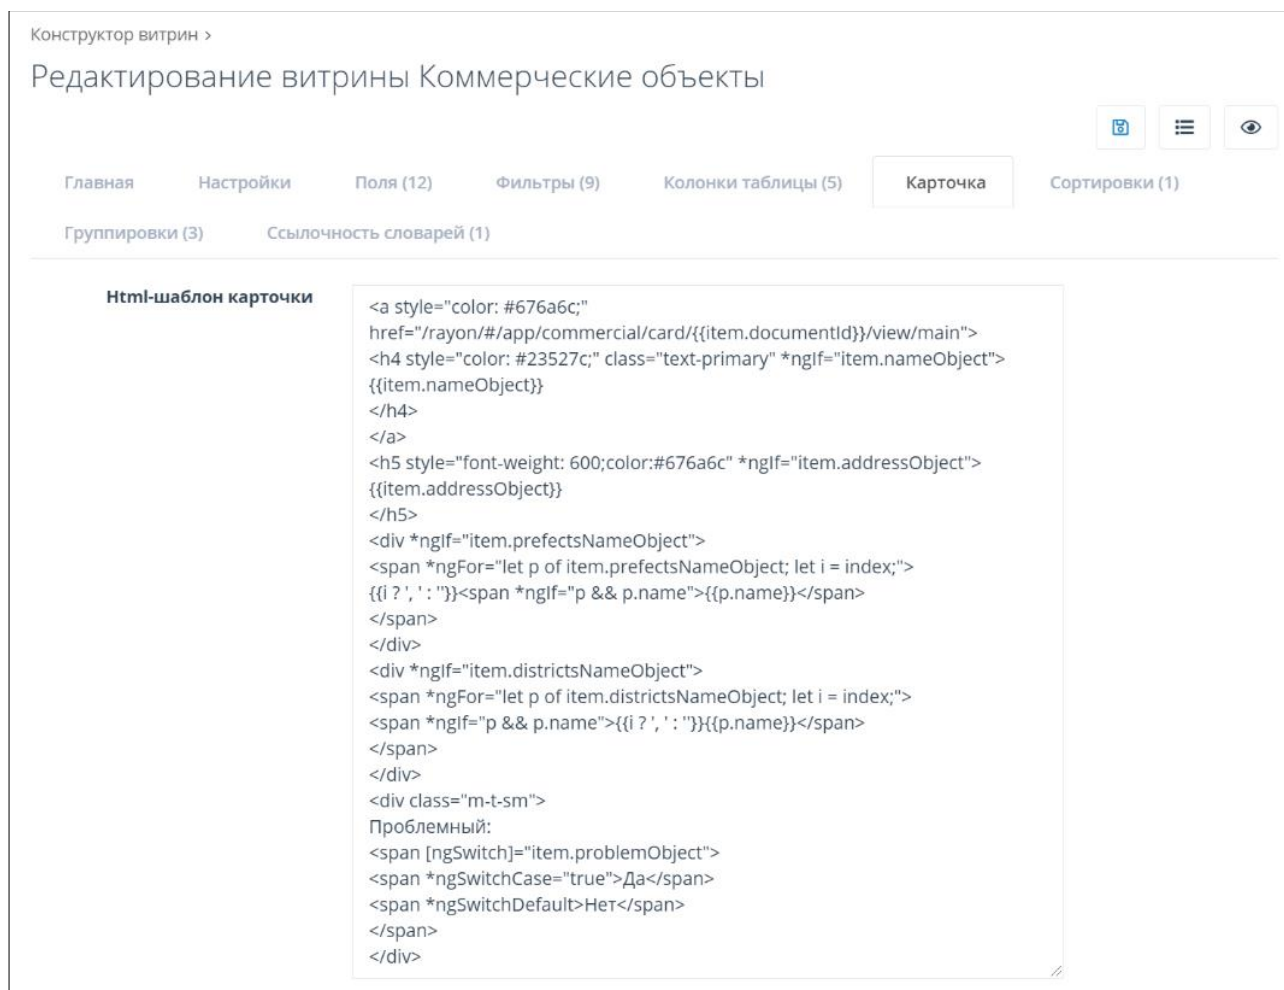 Конструктор витрин >
Редактирование витрины Коммерческие объекты
Главная Настройки Поля (12) Фильтры (9) Колонки таблицы (5) Карточка Сортировки (1)
Группировки (3) Ссылочность словарей (1)
Html-шаблон карточки
<a style="color: #676a6c;"
href="/rayon/#/app/commercial/card/{{item.documentId}}/view/main">
<h4 style="color: #23527c;" class="text-primary" *ngIf="item.nameObject">
{{item.nameObject}}
</h4>
</a>
<h5 style="font-weight: 600;color:#676a6c" *ngIf="item.addressObject">
{{item.addressObject}}
</h5>
<div *ngIf="item.prefectsNameObject">
<span *ngFor="let p of item.prefectsNameObject; let i = index;">
{{i ? ', ' : ''}}<span *ngIf="p && p.name">{{p.name}}</span>
</span>
</div>
<div *ngIf="item.districtsNameObject">
<span *ngFor="let p of item.districtsNameObject; let i = index;">
<span *ngIf="p && p.name">{{i ? ', ' : ''}}{{p.name}}</span>
</span>
</div>
<div class="m-t-sm">
Проблемный:
<span [ngSwitch]="item.problemObject">
<span *ngSwitchCase="true">Да</span>
<span *ngSwitchDefault>Нет</span>
</span>
</div>